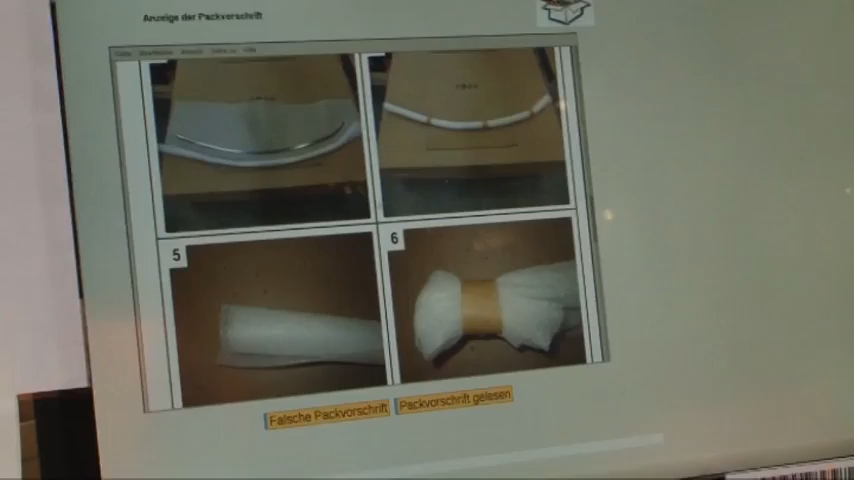 Anzeige der Packvorschrift
5
6
Falsche Packvorschrift
Packvorschrift gelesen